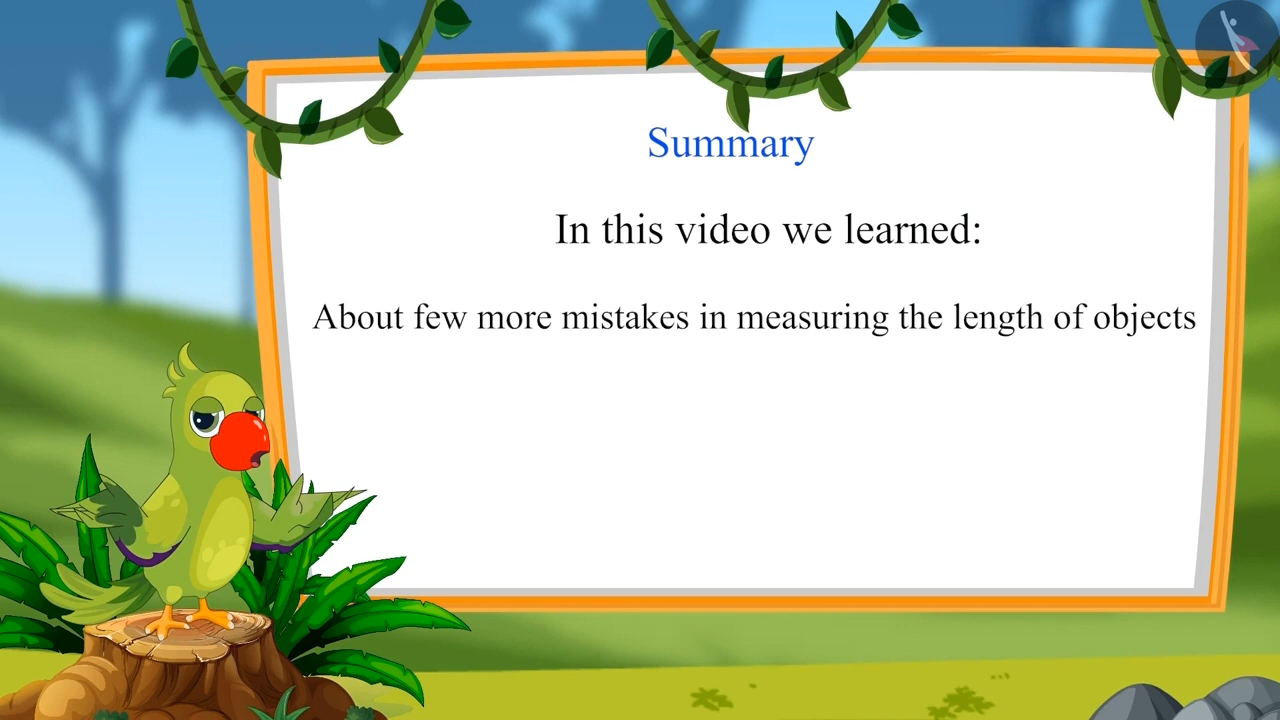 Summary
In this video we learned:
About few more mistakes in measuring the length of objects